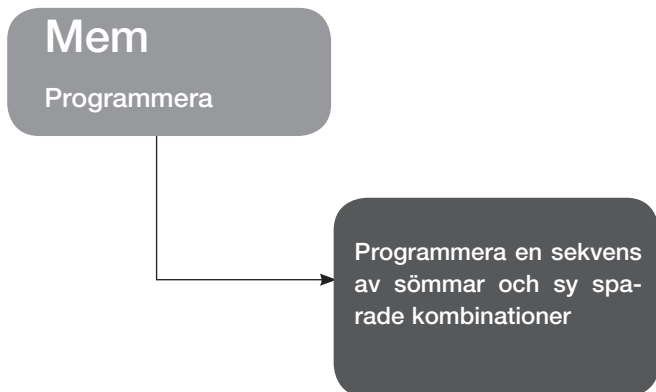 Mem
Programmera
Programmera en sekvens
av sömmar och sy spa-
rade kombinationer